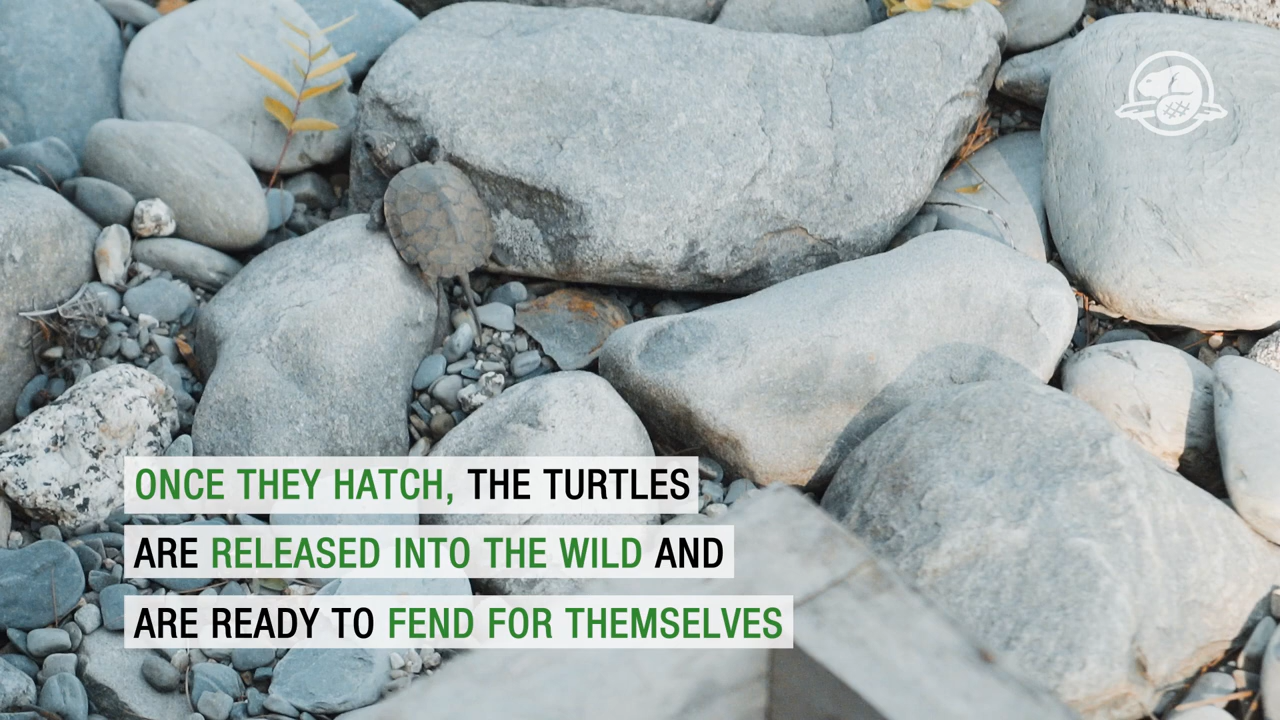 ONCE THEY HATCH, THE TURTLES
ARE RELEASED INTO THE WILD AND
ARE READY TO FEND FOR THEMSELVES